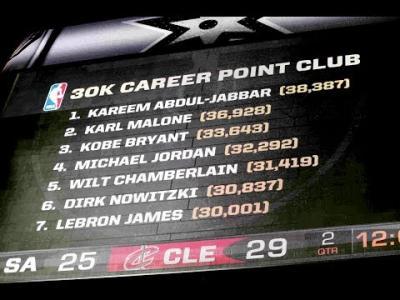 30K CAREER POINT CLUB
1. KAREEM ABDUL-JABBAR (38,387)
2. KARL MALONE (36,928)
3. KOBE BRYANT (33,643)
4. MICHAEL JORDAN (32,292)
5. WILT CHAMBERLAIN (31,419)
6. DIRK NOWITZKI (30,837)
7. LEBRON JAMES (30,001)
SA 25 CLE 29 2 QTR